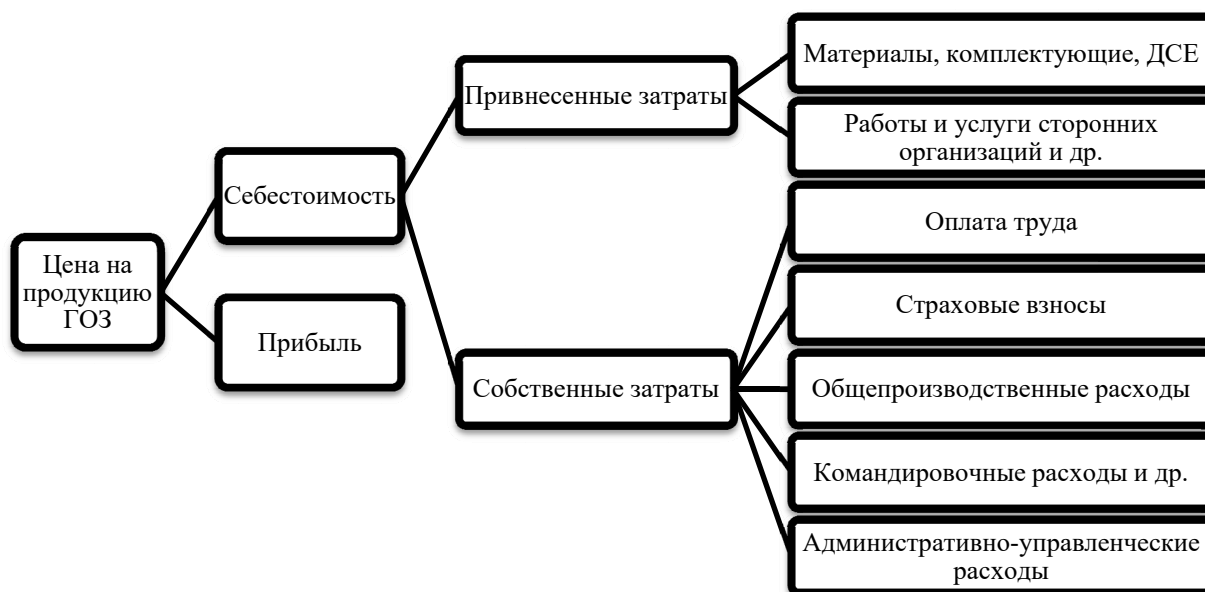 Цена на
продукцию
ГОЗ
Себестоимость
Прибыль
Привнесенные затраты
Собственные затраты
Материалы, комплектующие, ДСЕ
Работы и услуги сторонних
организаций и др.
Оплата труда
Страховые взносы
Общепроизводственные расходы
Командировочные расходы и др.
Административно-управленческие
расходы